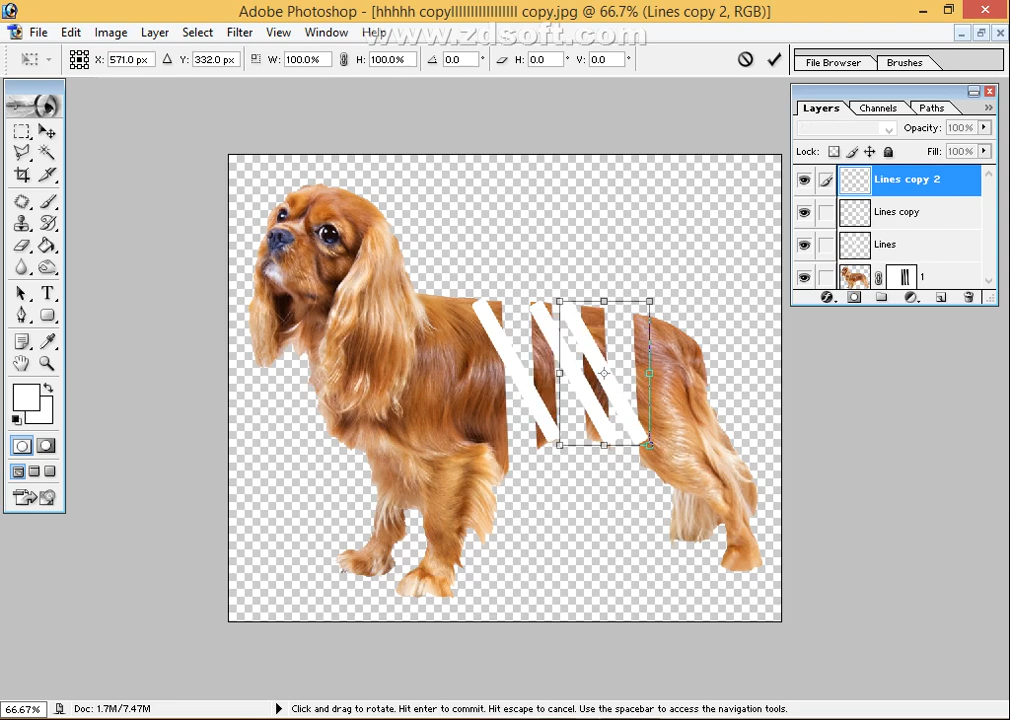 Adobe Photoshop - [hhhhh copylllllllllllllllll copy.jpg @ 66.7% (Lines copy 2, RGB)]
File Edit Image Layer Select Filter View Window Help
www.zdsoft.com
X: 571.0 px Y: 332.0 px W: 100.0% H: 100.0% 0.0 ° H: 0.0 V: 0.0 °
File Browser Brushes
Layers Channels Paths
Opacity: 100%
Lock: Fill: 100%
Lines copy 2
Lines copy
Lines
1
66.67% Doc: 1.7M/7.47M Click and drag to rotate. Hit enter to commit. Hit escape to cancel. Use the spacebar to access the navigation tools.